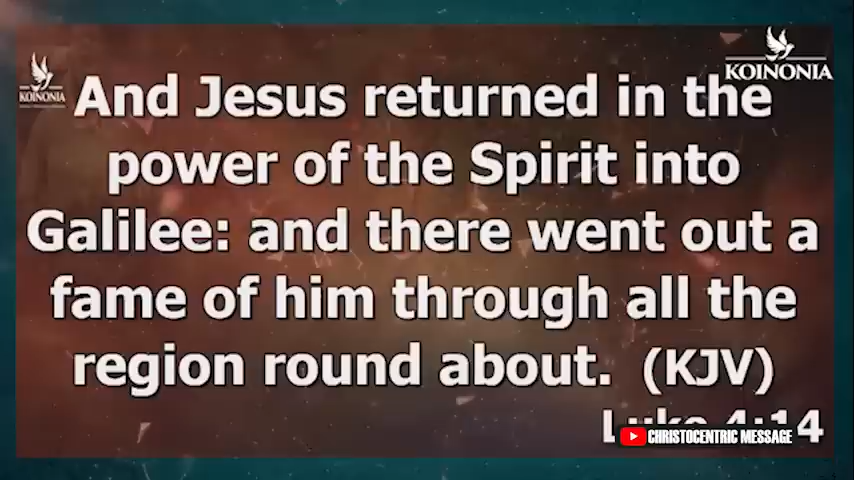 KOINONIA
KOINONIA
And Jesus returned in the
power of the Spirit into
Galilee: and there went out a
fame of him through all the
region round about. (KJV)
Luke 4:14
CHRISTOCENTRIC MESSAGE